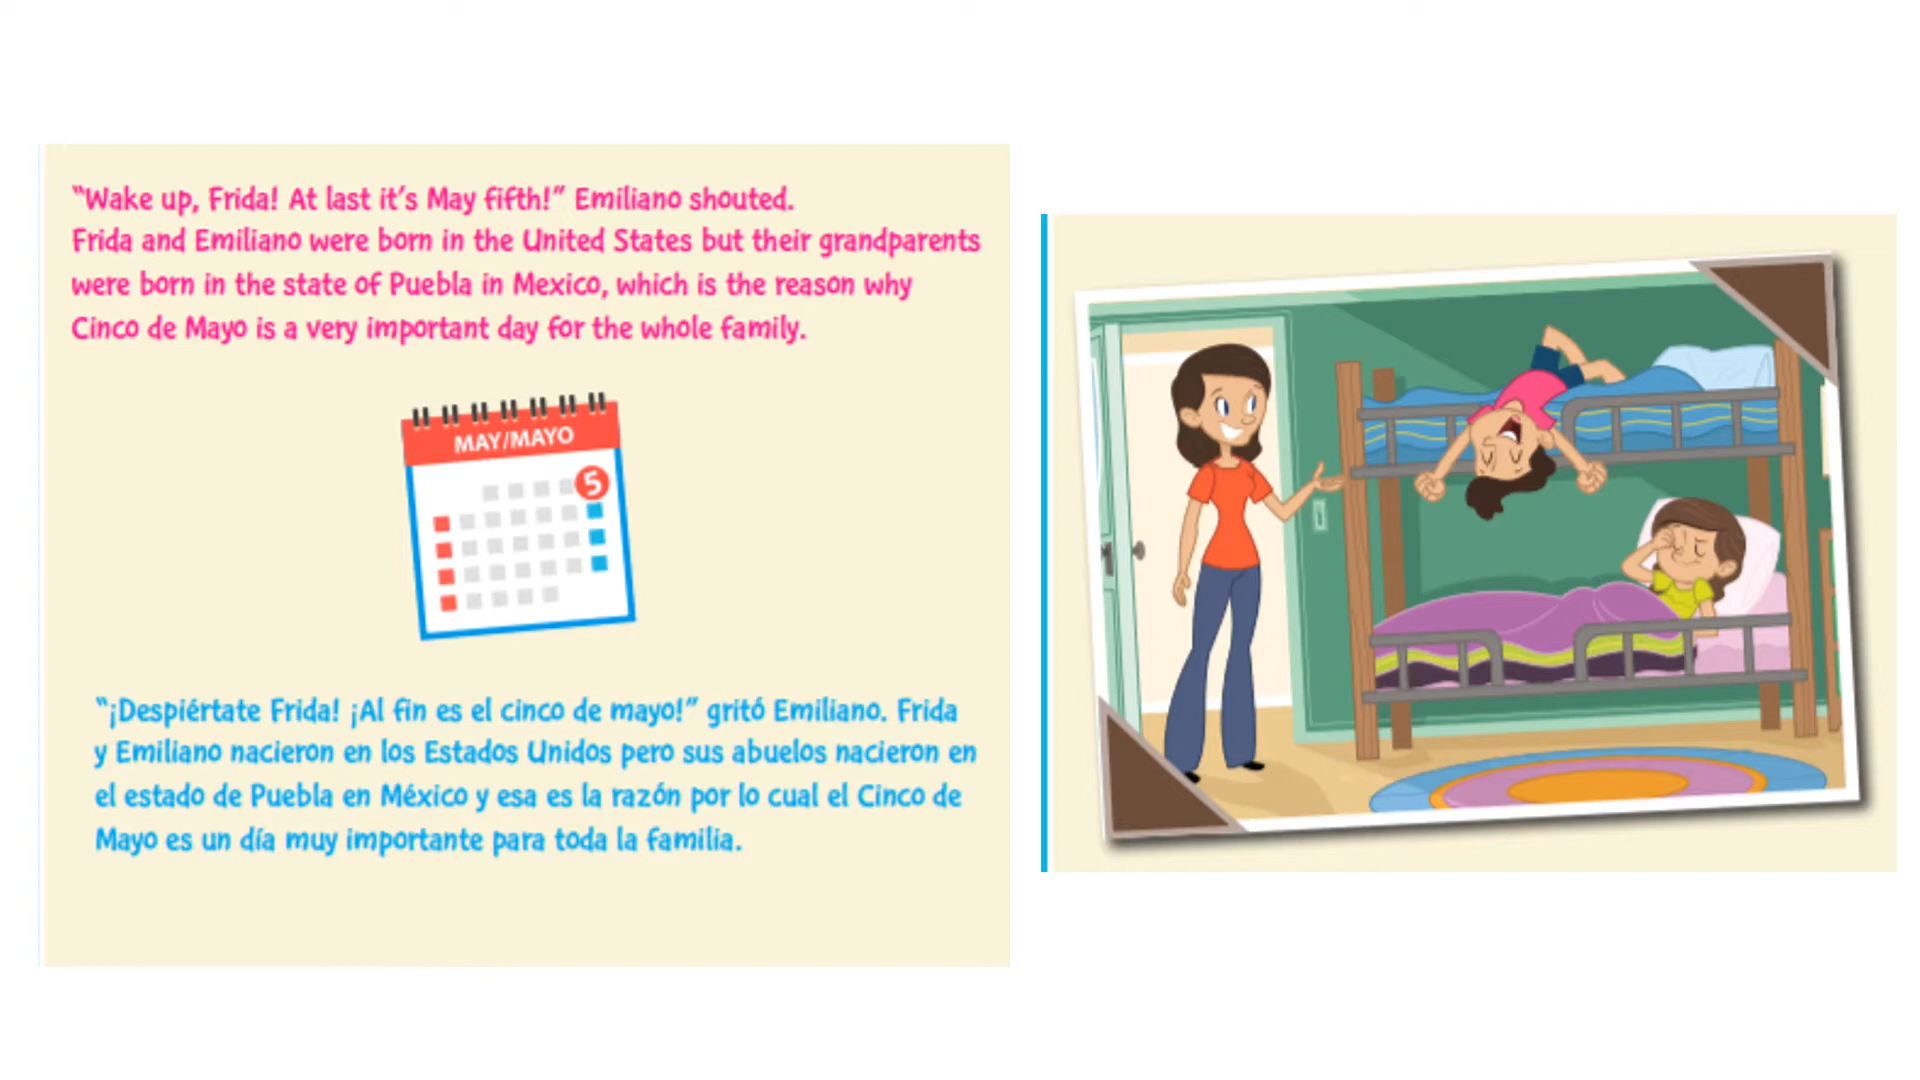 “Wake up, Frida! At last it’s May fifth!” Emiliano shouted.
Frida and Emiliano were born in the United States but their grandparents
were born in the state of Puebla in Mexico, which is the reason why
Cinco de Mayo is a very important day for the whole family.
MAY/MAYO
5
“¡Despiértate Frida! ¡Al fin es el cinco de mayo!” gritó Emiliano. Frida
y Emiliano nacieron en los Estados Unidos pero sus abuelos nacieron en
el estado de Puebla en México y esa es la razón por lo cual el Cinco de
Mayo es un día muy importante para toda la familia.